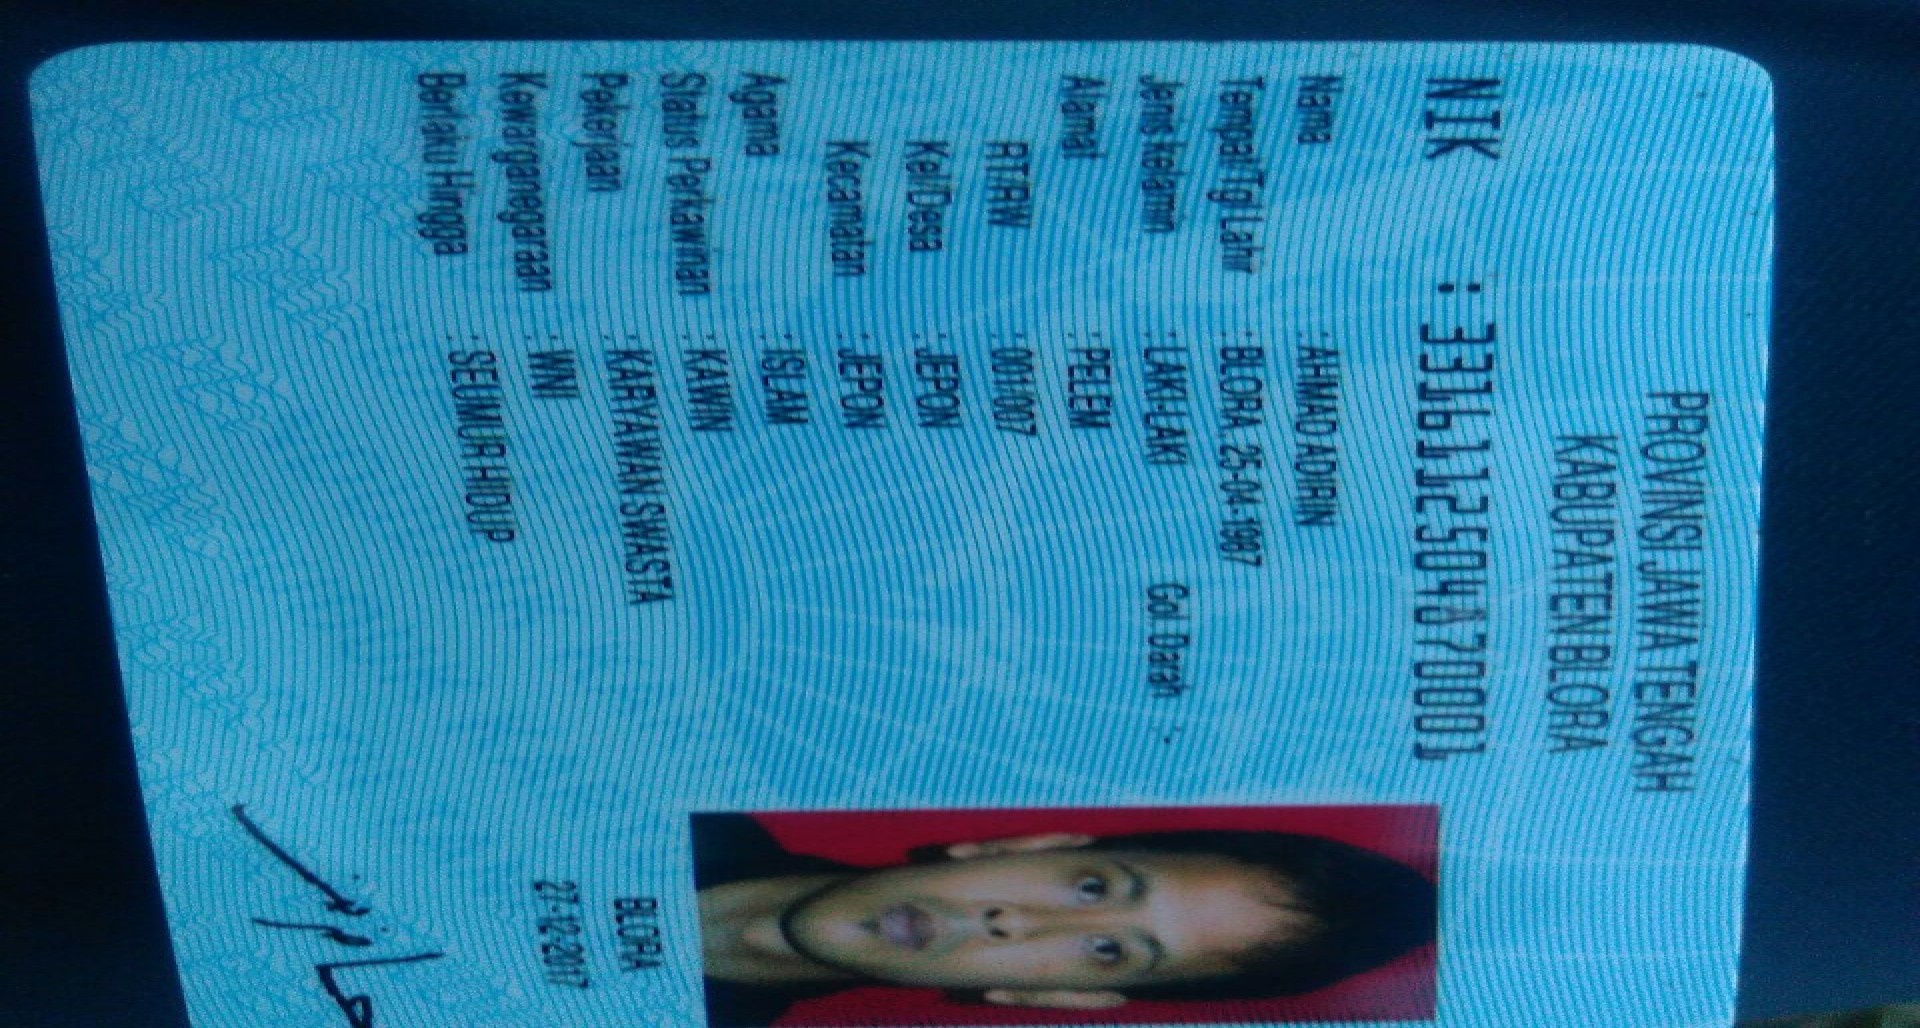 PROVINSI JAWA TENGAH
KABUPATEN BLORA
NIK : 3316112504870001
Nama : AHMAD ADIRIN
Tempat/Tgl Lahir : BLORA, 25-04-1987
Jenis kelamin : LAKI-LAKI Gol. Darah : -
Alamat : PELEM
RT/RW : 001/007
Kel/Desa : JEPON
Kecamatan : JEPON
Agama : ISLAM
Status Perkawinan : KAWIN
Pekerjaan : KARYAWAN SWASTA
Kewarganegaraan : WNI
Berlaku Hingga : SEUMUR HIDUP
BLORA
27-12-2017